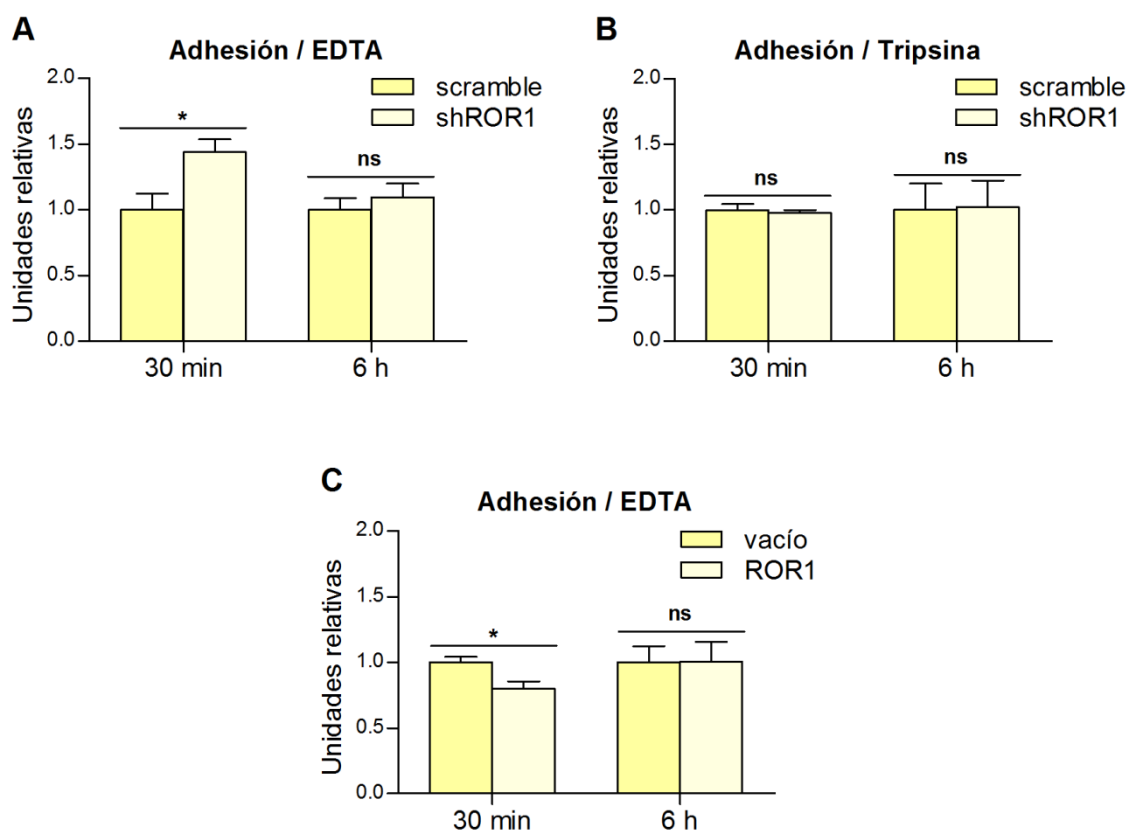 A
Adhesión / EDTA
scramble
shROR1
Unidades relativas
2.0
1.5
1.0
0.5
0.0
*
ns
30 min
6 h
B
Adhesión / Tripsina
scramble
shROR1
Unidades relativas
2.0
1.5
1.0
0.5
0.0
ns
ns
30 min
6 h
C
Adhesión / EDTA
vacío
ROR1
Unidades relativas
2.0
1.5
1.0
0.5
0.0
*
ns
30 min
6 h